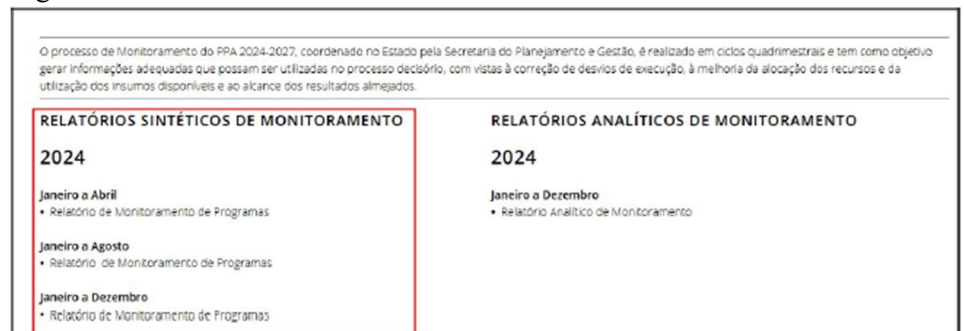 O processo de Monitoramento do PPA 2024-2027, coordenado no Estado pela Secretaria do Planejamento e Gestão, é realizado em ciclos quadrimestrais e tem como objetivo
gerar informações adequadas que possam ser utilizadas no processo decisório, com vistas à correção de desvios de execução, à melhoria da alocação dos recursos e da
utilização dos insumos disponíveis e ao alcance dos resultados almejados.
RELATÓRIOS SINTÉTICOS DE MONITORAMENTO
2024
Janeiro a Abril
• Relatório de Monitoramento de Programas
Janeiro a Agosto
• Relatório de Monitoramento de Programas
Janeiro a Dezembro
• Relatório de Monitoramento de Programas
RELATÓRIOS ANALÍTICOS DE MONITORAMENTO
2024
Janeiro a Dezembro
• Relatório Analítico de Monitoramento